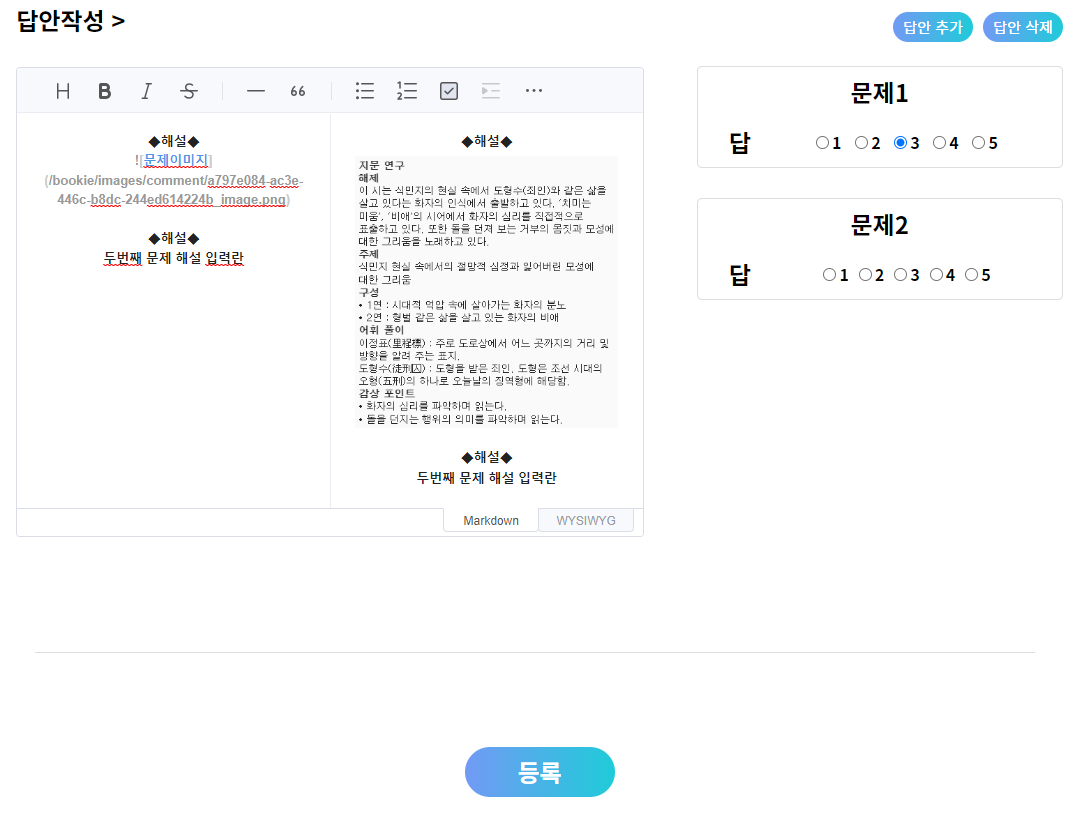 답안작성 >
답안 추가
답안 삭제
H B I S 66
◆해설◆
![문제이미지]
(/bookie/images/comment/a797e084-ac3e-
446c-b8dc-244ed614224b_image.png)
◆해설◆
두번째 문제 해설 입력란
◆해설◆
지문 연구
해제
이 시는 식민지의 현실 속에서 도형수(죄인)와 같은 삶을
살고 있다는 화자의 인식에서 출발하고 있다. '치미는
미움', '비애'의 시어에서 화자의 심리를 직접적으로
표출하고 있다. 또한 돌을 던져 보는 거부의 몸짓과 모성에
대한 그리움을 노래하고 있다.
주제
식민지 현실 속에서의 절망적 심정과 잃어버린 모성에
대한 그리움
구성
• 1연 : 시대적 억압 속에 살아가는 화자의 분노
• 2연 : 형벌 같은 삶을 살고 있는 화자의 비애
어휘 풀이
이정표(里程標) : 주로 도로상에서 어느 곳까지의 거리 및
방향을 알려 주는 표지.
도형수(徒刑囚) : 도형을 받은 죄인. 도형은 조선 시대의
오형(五刑)의 하나로 오늘날의 징역형에 해당함.
감상 포인트
• 화자의 심리를 파악하며 읽는다.
• 돌을 던지는 행위의 의미를 파악하며 읽는다.
◆해설◆
두번째 문제 해설 입력란
Markdown
WYSIWYG
문제1
답 1 2 3 4 5
문제2
답 1 2 3 4 5
등록